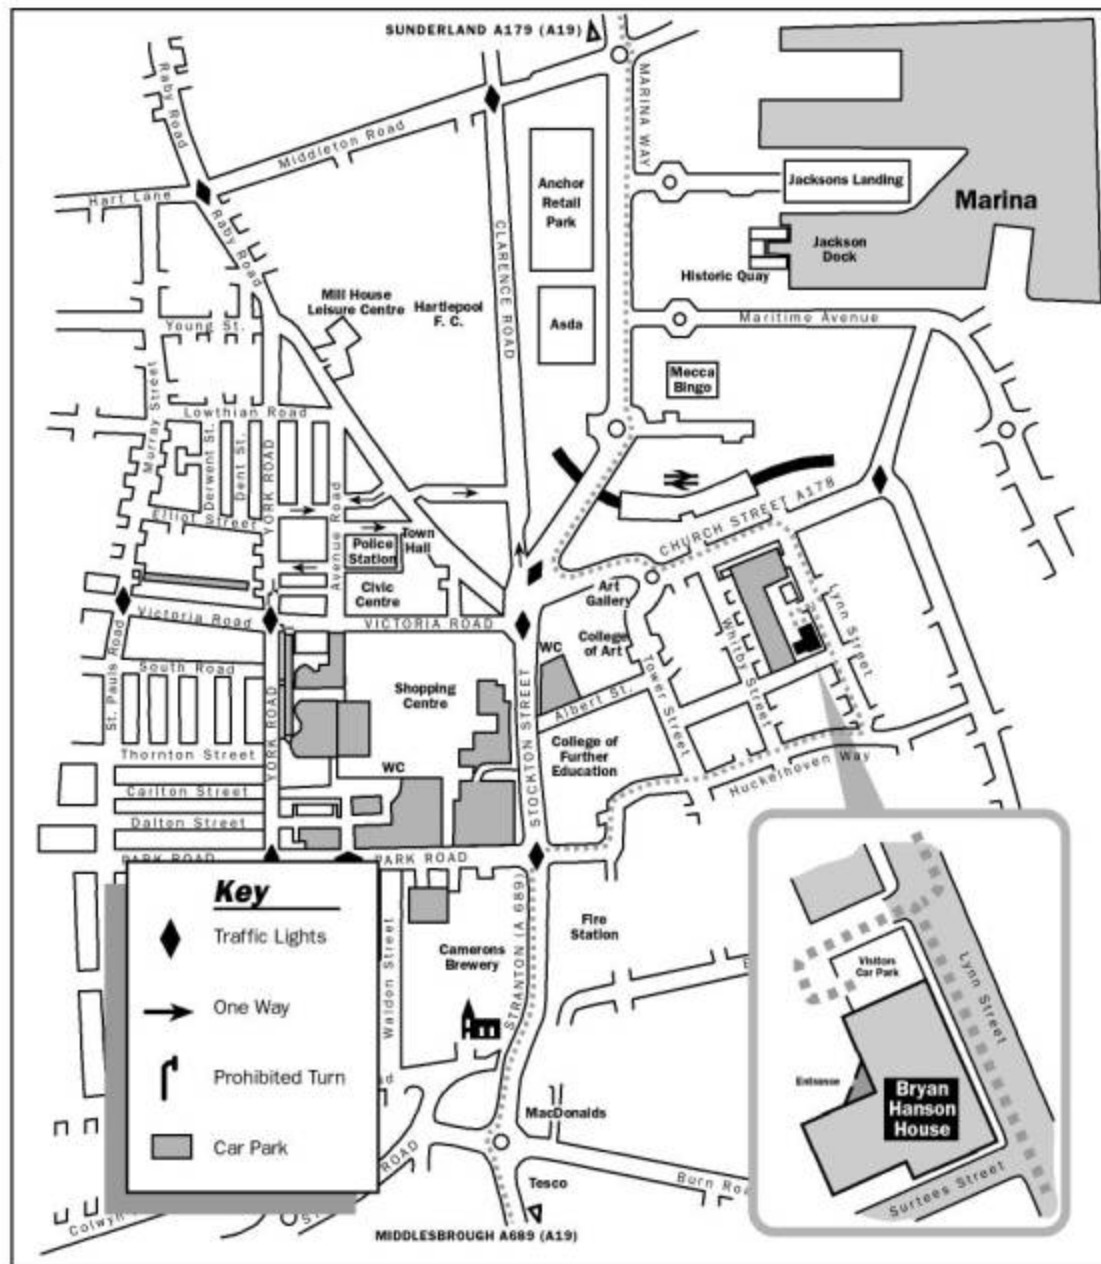 SUNDERLAND A179 (A19)
MARINA WAY
Raby Road
Middleton Road
Hart Lane
Raby Road
Anchor
Retail
Park
Jacksons Landing
Marina
CLARENCE ROAD
Jackson
Dock
Historic Quay
Mill House
Leisure Centre
Hartlepool
F. C.
Young St.
Asda
Maritime Avenue
Murray Street
Mecca
Bingo
Lowthian Road
Derwent St.
Dent St.
YORK ROAD
Avenue Road
Elliot Street
CHURCH STREET A178
Police
Station
Town
Hall
Civic
Centre
Art
Gallery
Lynn Street
Victoria Road
VICTORIA ROAD
St. Pauls Road
College
of Art
WC
Whitby Street
South Road
Shopping
Centre
Albert St.
Tower Street
YORK ROAD
STOCKTON STREET
Thornton Street
College of
Further
Education
WC
Huckelhoven Way
Carlton Street
Dalton Street
PARK ROAD
PARK ROAD
Key
Traffic Lights
One Way
Prohibited Turn
Car Park
Waldon Street
Camerons
Brewery
STRANTON (A 689)
Fire
Station
MacDonalds
ROAD
Tesco
Burn
Colwyn
MIDDLESBROUGH A689 (A19)
Visitors
Car Park
Lynn Street
Entrance
Bryan
Hanson
House
Surtees Street